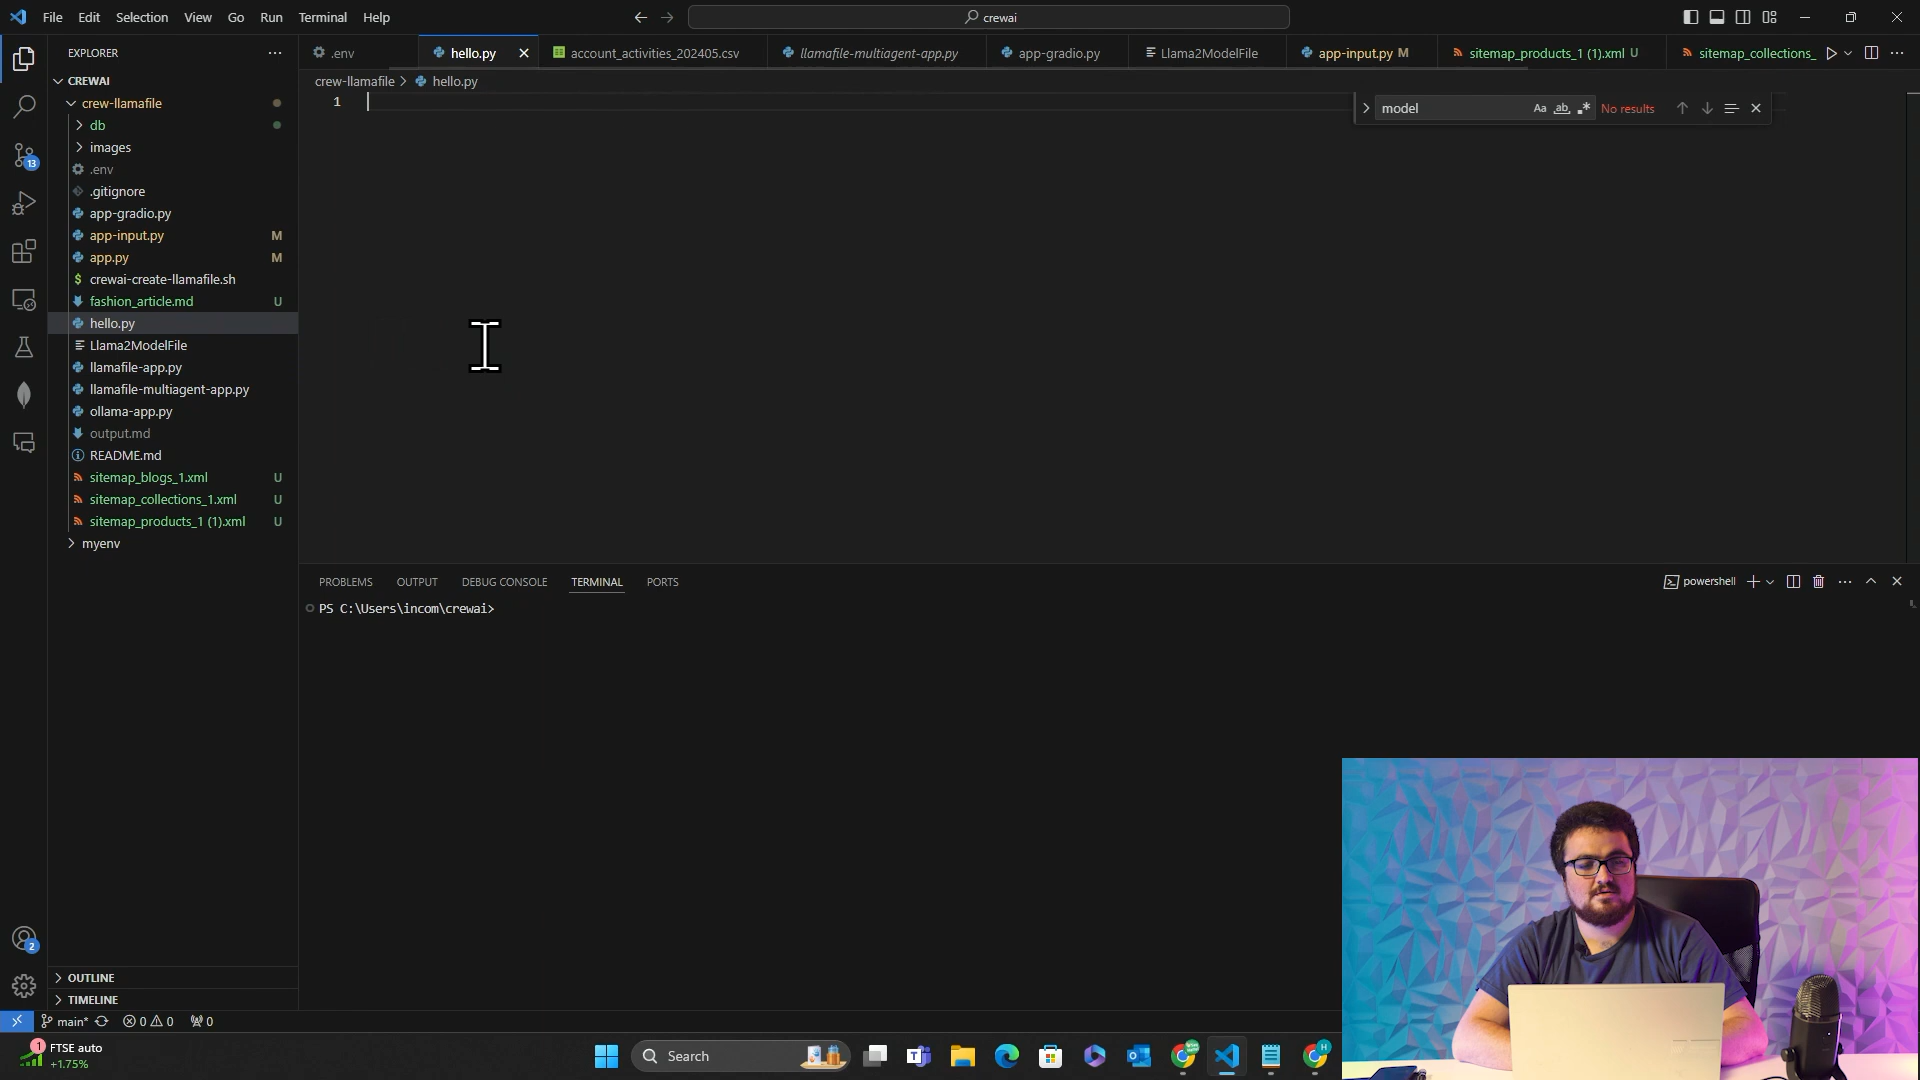 File Edit Selection View Go Run Terminal Help
crewai
EXPLORER
.env
hello.py
account_activities_202405.csv
llamafile-multiagent-app.py
app-gradio.py
Llama2ModelFile
app-input.py M
sitemap_products_1 (1).xml U
sitemap_collections_
CREWAI
crew-llamafile
db
images
.env
.gitignore
app-gradio.py
app-input.py M
app.py M
crewai-create-llamafile.sh
fashion_article.md U
hello.py
Llama2ModelFile
llamafile-app.py
llamafile-multiagent-app.py
ollama-app.py
output.md
README.md
sitemap_blogs_1.xml U
sitemap_collections_1.xml U
sitemap_products_1 (1).xml U
myenv
OUTLINE
TIMELINE
13
2
crew-llamafile > hello.py
1
model
Aa ab
No results
PROBLEMS OUTPUT DEBUG CONSOLE TERMINAL PORTS
powershell
PS C:\Users\incom\crewai>
main* 0 0 0
1
FTSE auto
+1.75%
Search